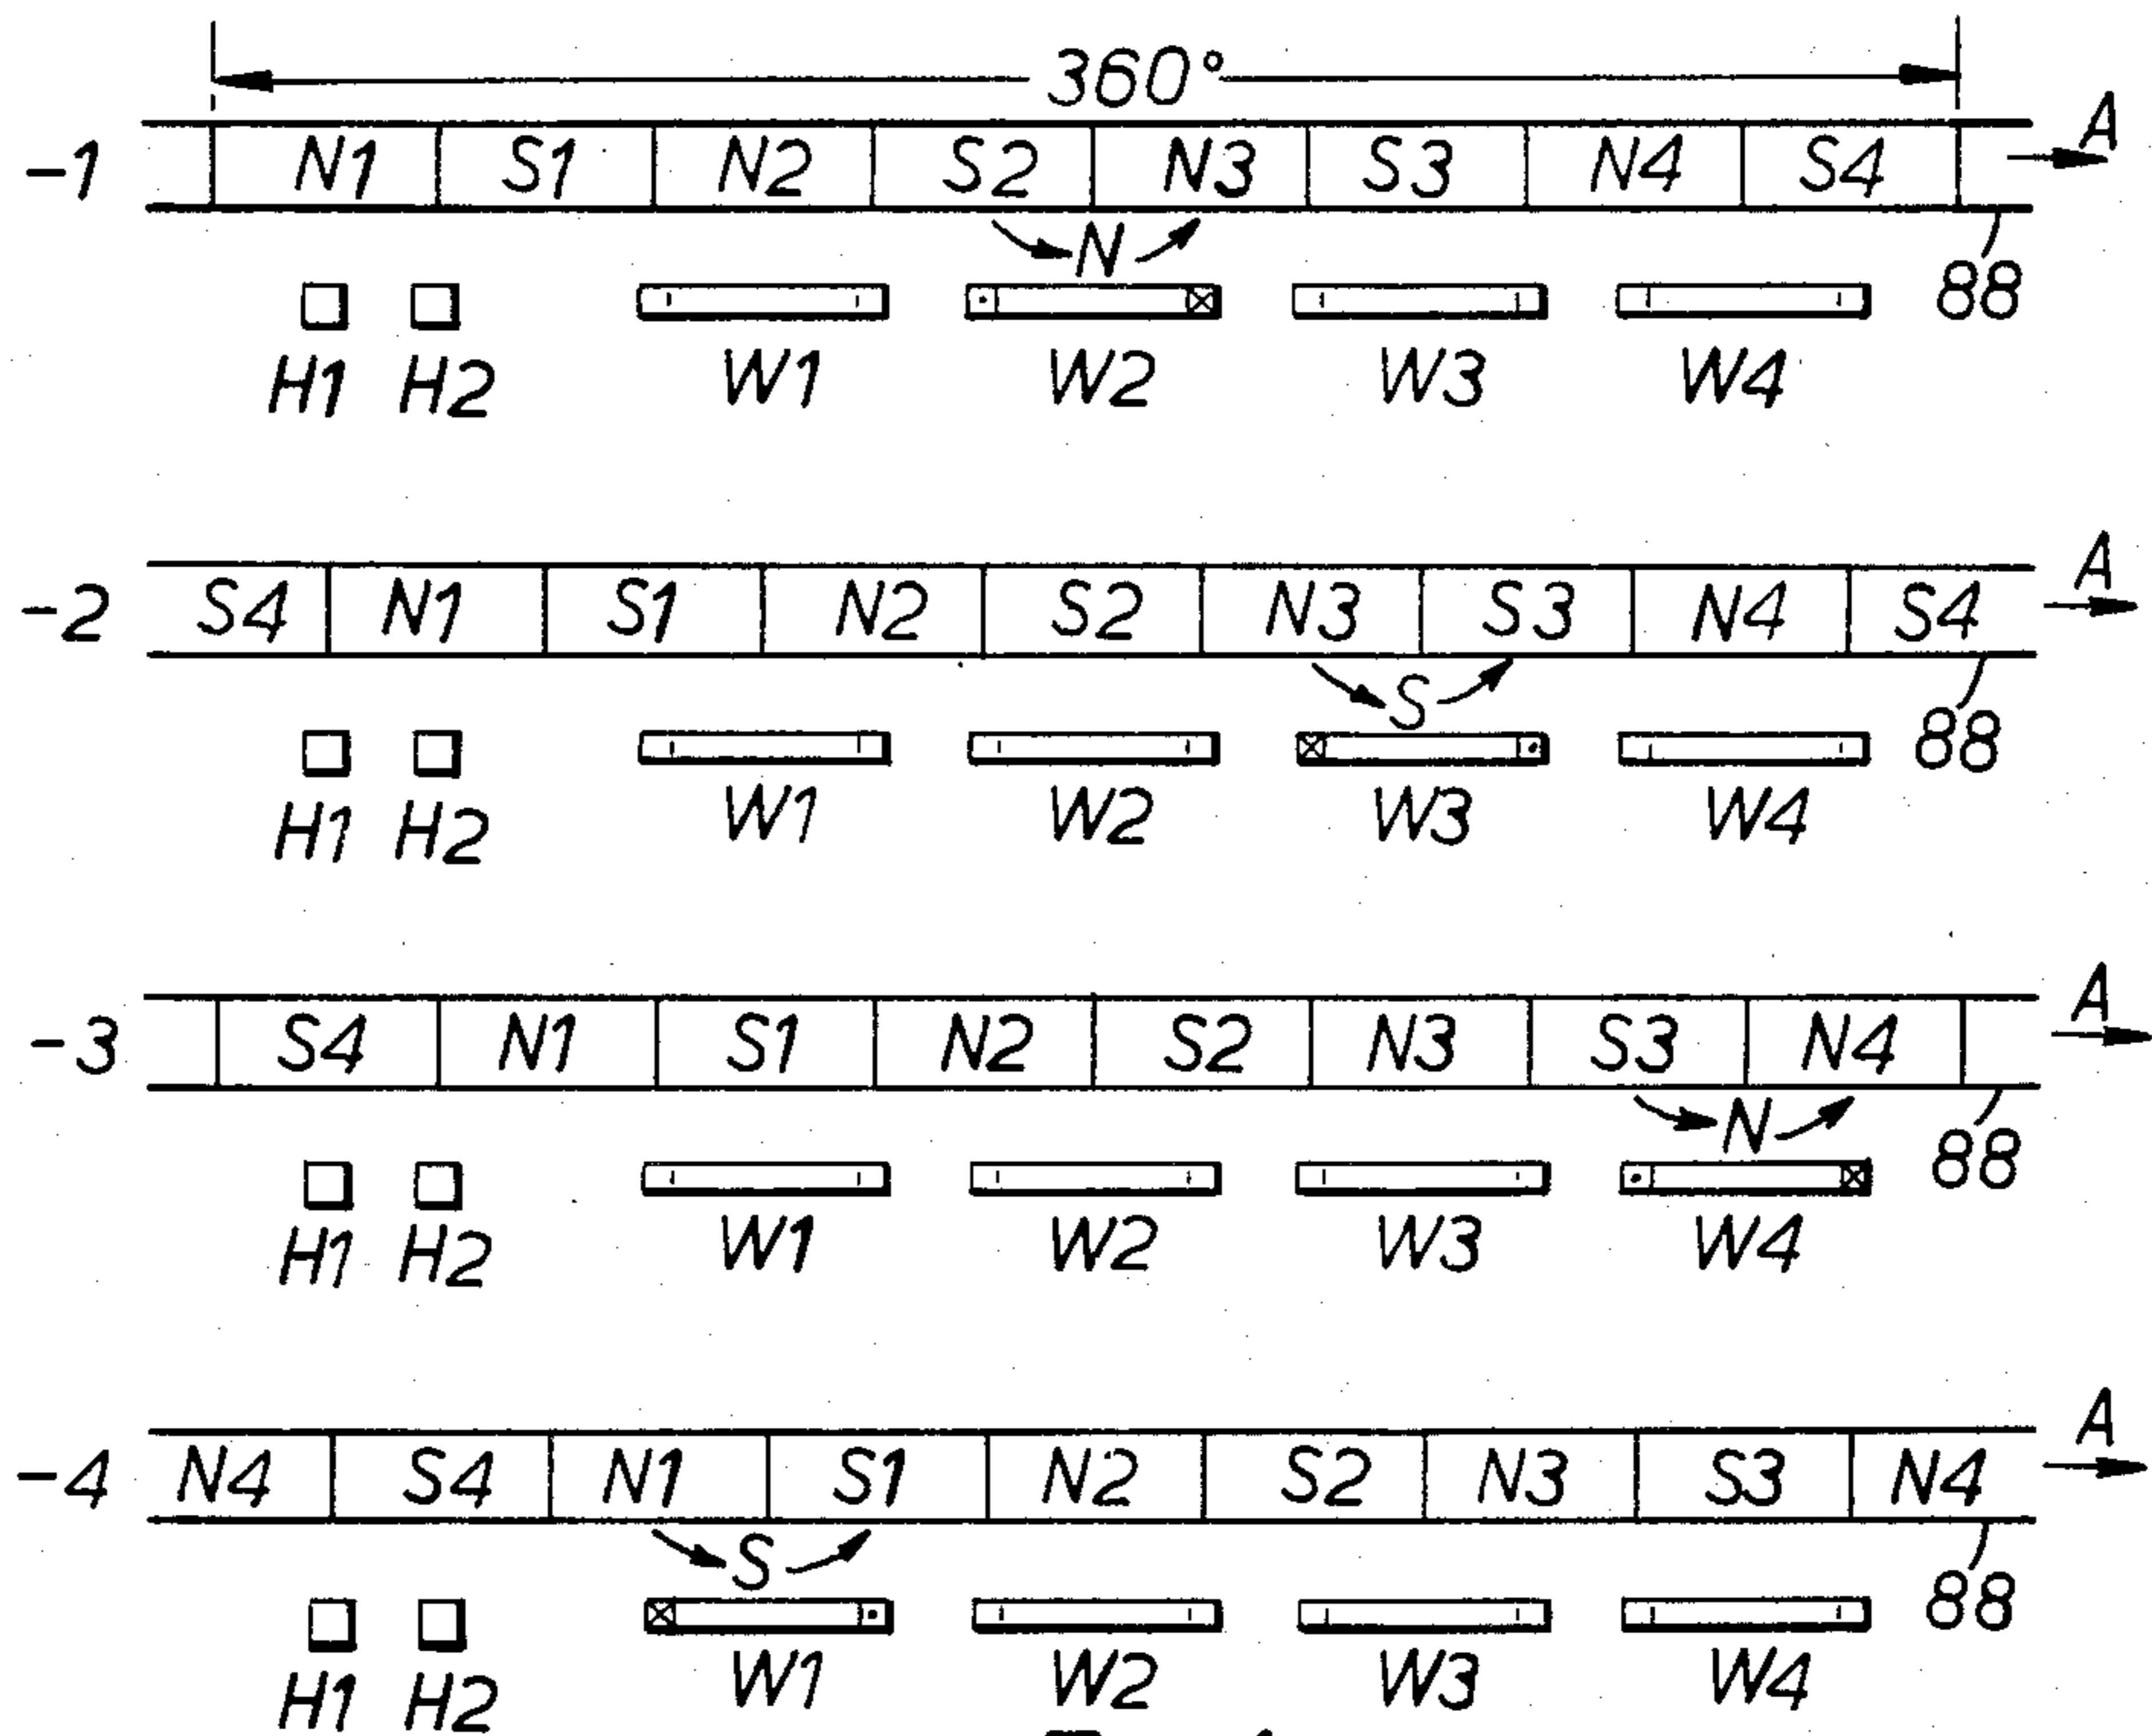 360°
-1 N1 S1 N2 S2 N3 S3 N4 S4 A
N
88
H1 H2 W1 W2 W3 W4
-2 S4 N1 S1 N2 S2 N3 S3 N4 S4 A
S
88
H1 H2 W1 W2 W3 W4
-3 S4 N1 S1 N2 S2 N3 S3 N4 A
N
88
H1 H2 W1 W2 W3 W4
-4 N4 S4 N1 S1 N2 S2 N3 S3 N4 A
S
88
H1 H2 W1 W2 W3 W4